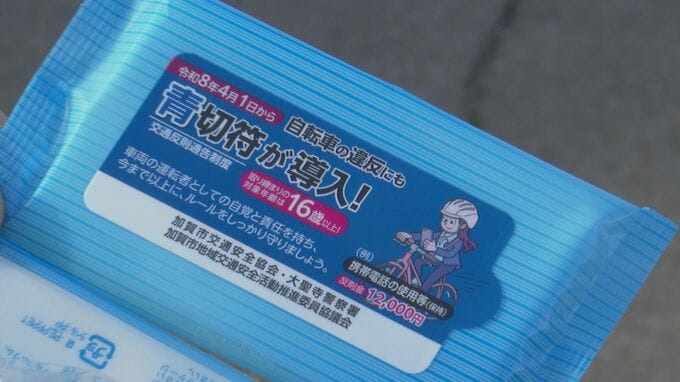 令和8年4月1日から
自転車の違反にも
青切符が導入!
交通反則通告制度
取り締まりの
対象年齢は
16歳以上!
車両の運転者としての自覚と責任を持ち、
今まで以上に、ルールをしっかり守りましょう。
(例)
携帯電話の使用等(保持)
反則金 12,000円
加賀市交通安全協会・大聖寺警察署
加賀市地域交通安全活動推進委員協議会
プラ